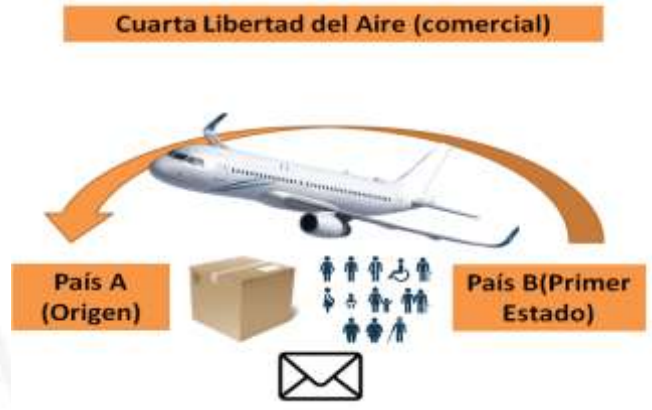 Cuarta Libertad del Aire (comercial)
País A
(Origen)
País B(Primer
Estado)